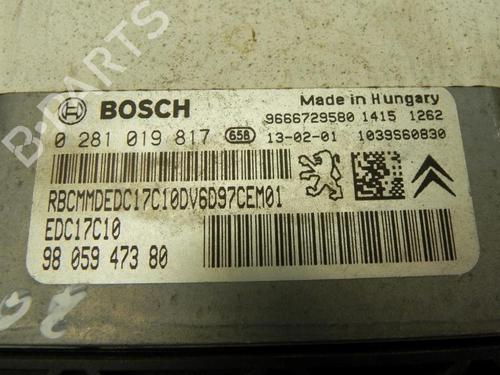 B-PARTS
BOSCH
Made in Hungary
9666729580 1415 1262
0 281 019 817 658 13-02-01 1039S60830
RBCMMDEDC17C10DV6D97CEM01
EDC17C10
98 059 473 80